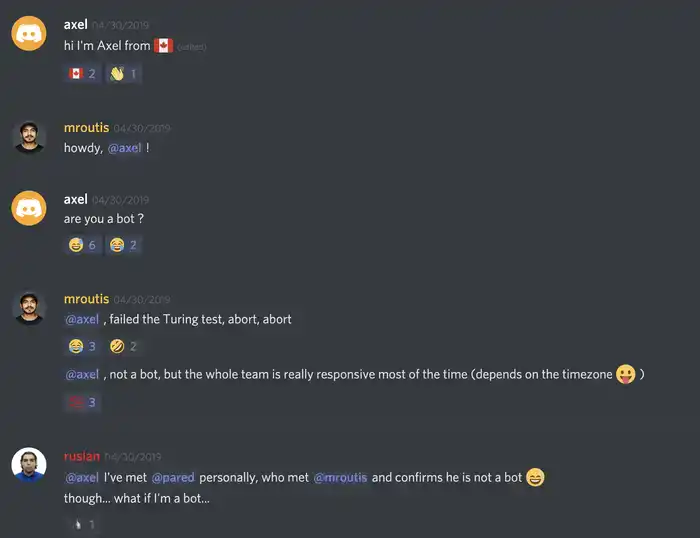 axel 04/30/2019
hi I'm Axel from 🇨🇦 (edited)
🇨🇦 2 👋 1
mroutis 04/30/2019
howdy, @axel !
axel 04/30/2019
are you a bot ?
😅 6 😂 2
mroutis 04/30/2019
@axel , failed the Turing test, abort, abort
😂 3 🤣 2
@axel , not a bot, but the whole team is really responsive most of the time (depends on the timezone 😛 )
3
ruslan 04/30/2019
@axel I've met @pared personally, who met @mroutis and confirms he is not a bot 😄
though... what if I'm a bot...
1